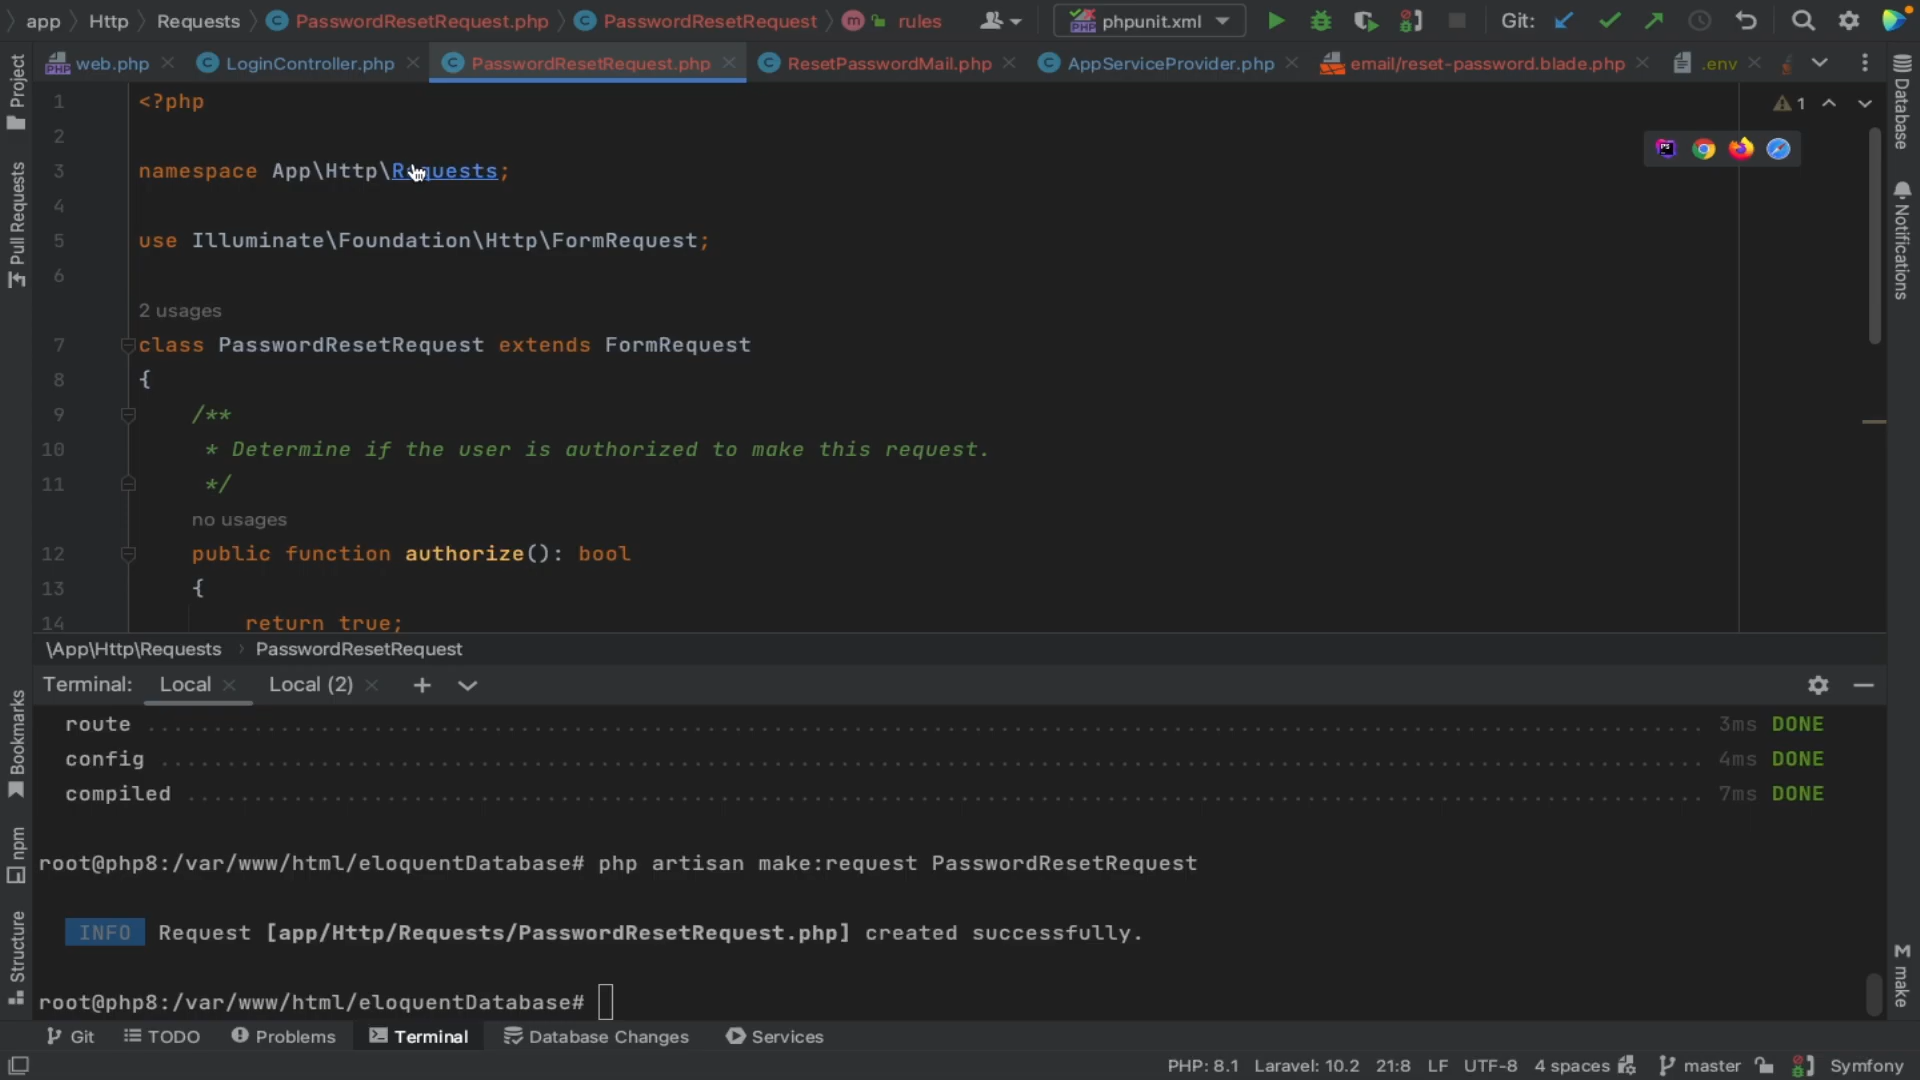 app Http Requests PasswordResetRequest.php PasswordResetRequest rules phpunit.xml Git:
web.php LoginController.php PasswordResetRequest.php ResetPasswordMail.php AppServiceProvider.php email/reset-password.blade.php .env
Project
Pull Requests
Bookmarks
npm
Structure
Database
Notifications
make
1
1 <?php
2
3 namespace App\Http\Requests;
4
5 use Illuminate\Foundation\Http\FormRequest;
6
2 usages
7 class PasswordResetRequest extends FormRequest
8 {
9 /**
10 * Determine if the user is authorized to make this request.
11 */
no usages
12 public function authorize(): bool
13 {
14 return true;
\App\Http\Requests PasswordResetRequest
Terminal: Local Local (2)
route 3ms DONE
config 4ms DONE
compiled 7ms DONE
root@php8:/var/www/html/eloquentDatabase# php artisan make:request PasswordResetRequest
INFO Request [app/Http/Requests/PasswordResetRequest.php] created successfully.
root@php8:/var/www/html/eloquentDatabase#
Git TODO Problems Terminal Database Changes Services
PHP: 8.1 Laravel: 10.2 21:8 LF UTF-8 4 spaces master Symfony